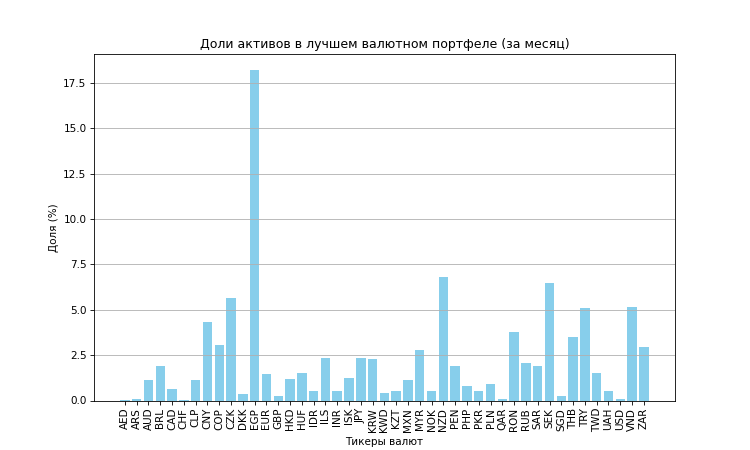 Доли активов в лучшем валютном портфеле (за месяц)
Доля (%)
17.5
15.0
12.5
10.0
7.5
5.0
2.5
0.0
AED ARS AUD BRL CAD CHF CLP CNY COP CZK DKK EGP EUR GBP HKD HUF IDR ILS INR ISK JPY KRW KWD KZT MXN MYR NOK NZD PEN PHP PKR PLN QAR RON RUB SAR SEK SGD THB TRY TWD UAH USD VND ZAR
Тикеры валют